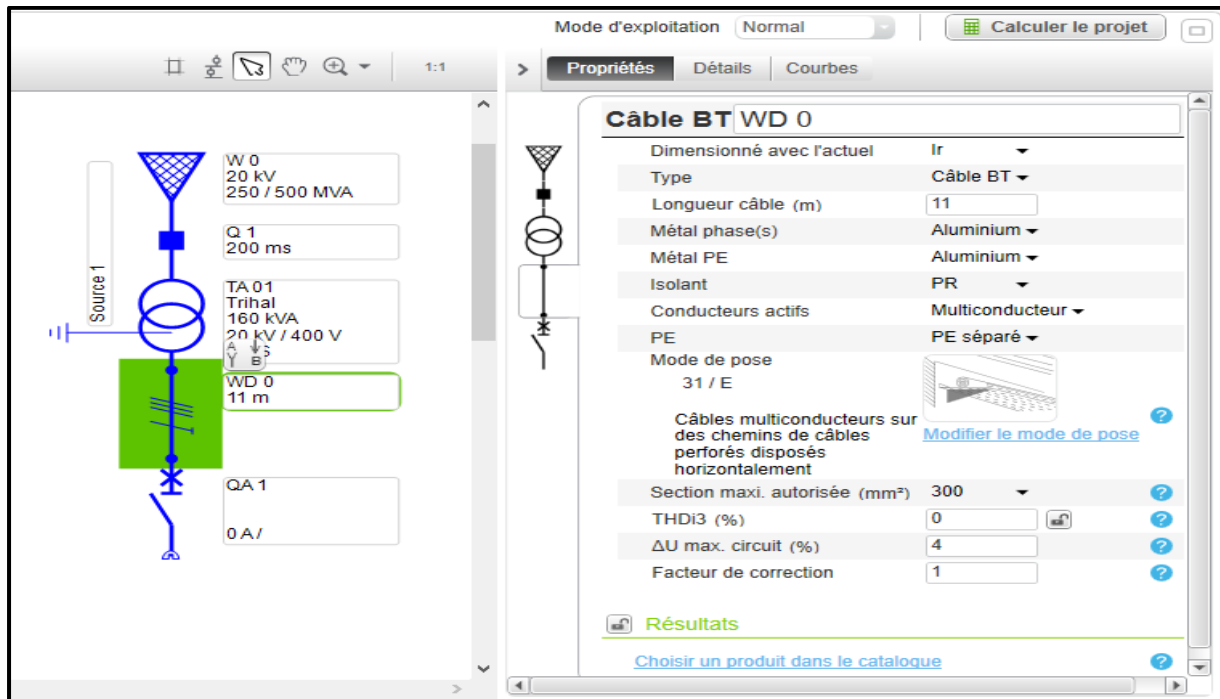 Mode d'exploitation Normal Calculer le projet
1:1 Propriétés Détails Courbes
Source 1
W 0
20 kV
250 / 500 MVA
Q 1
200 ms
TA 01
Trihal
160 kVA
20 kV / 400 V
S
A
Y B
WD 0
11 m
QA 1
0 A /
Câble BT WD 0
Dimensionné avec l'actuel Ir
Type Câble BT
Longueur câble (m) 11
Métal phase(s) Aluminium
Métal PE Aluminium
Isolant PR
Conducteurs actifs Multiconducteur
PE PE séparé
Mode de pose
31 / E
Câbles multiconducteurs sur
des chemins de câbles
perforés disposés
horizontalement
Modifier le mode de pose
Section maxi. autorisée (mm²) 300
THDi3 (%) 0
ΔU max. circuit (%) 4
Facteur de correction 1
Résultats
Choisir un produit dans le catalogue